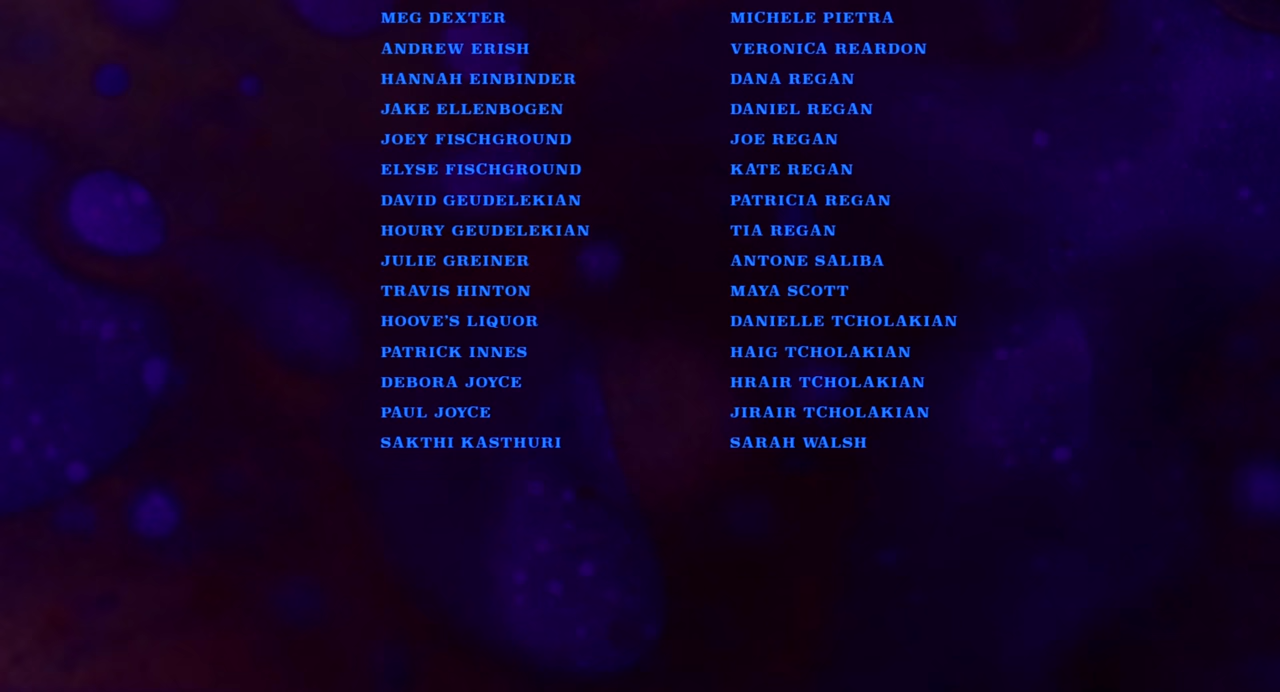 MEG DEXTER
ANDREW ERISH
HANNAH EINBINDER
JAKE ELLENBOGEN
JOEY FISCHGROUND
ELYSE FISCHGROUND
DAVID GEUDELEKIAN
HOURY GEUDELEKIAN
JULIE GREINER
TRAVIS HINTON
HOOVE'S LIQUOR
PATRICK INNES
DEBORA JOYCE
PAUL JOYCE
SAKTHI KASTHURI
MICHELE PIETRA
VERONICA REARDON
DANA REGAN
DANIEL REGAN
JOE REGAN
KATE REGAN
PATRICIA REGAN
TIA REGAN
ANTONE SALIBA
MAYA SCOTT
DANIELLE TCHOLAKIAN
HAIG TCHOLAKIAN
HRAIR TCHOLAKIAN
JIRAIR TCHOLAKIAN
SARAH WALSH